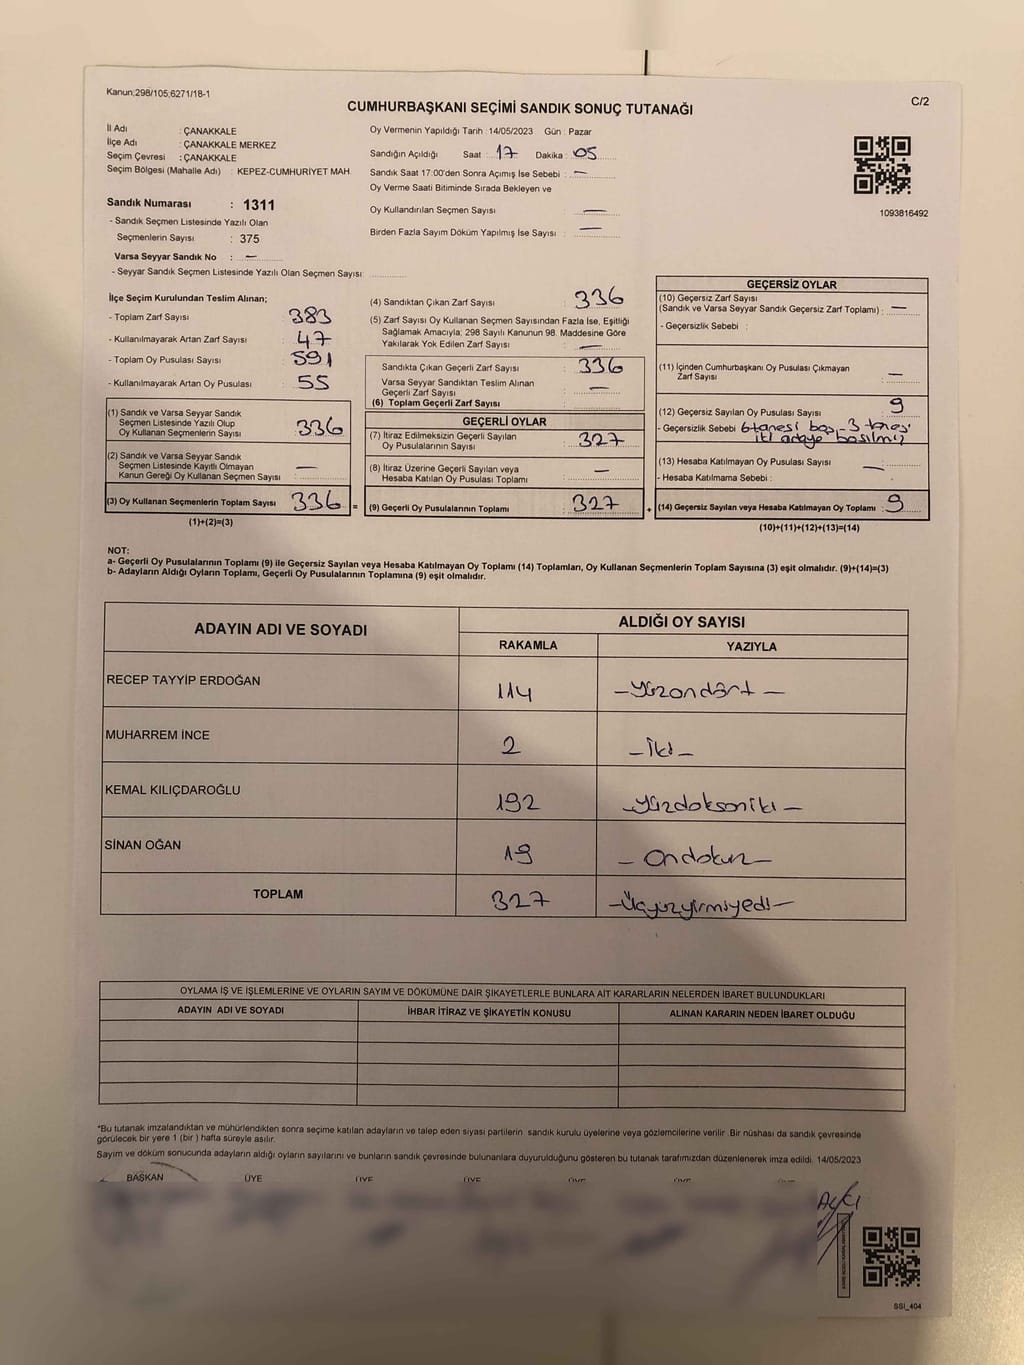 Kanun;298/105;6271/18-1
C/2
CUMHURBAŞKANI SEÇİMİ SANDIK SONUÇ TUTANAĞI
İl Adı : ÇANAKKALE
İlçe Adı : ÇANAKKALE MERKEZ
Seçim Çevresi : ÇANAKKALE
Seçim Bölgesi (Mahalle Adı) : KEPEZ-CUMHURİYET MAH
Sandık Numarası : 1311
- Sandık Seçmen Listesinde Yazılı Olan
Seçmenlerin Sayısı : 375
Varsa Seyyar Sandık No : —
- Seyyar Sandık Seçmen Listesinde Yazılı Olan Seçmen Sayısı:
Oy Vermenin Yapıldığı Tarih : 14/05/2023 Gün : Pazar
Sandığın Açıldığı Saat : 17 Dakika : 05
Sandık Saat 17:00'den Sonra Açımış İse Sebebi : —
Oy Verme Saati Bitiminde Sırada Bekleyen ve
Oy Kullandırılan Seçmen Sayısı : —
Birden Fazla Sayım Döküm Yapılmış İse Sayısı : —
1093816492
İlçe Seçim Kurulundan Teslim Alınan;
- Toplam Zarf Sayısı : 383
- Kullanılmayarak Artan Zarf Sayısı : 47
- Toplam Oy Pusulası Sayısı : 591
- Kullanılmayarak Artan Oy Pusulası : 55
(1) Sandık ve Varsa Seyyar Sandık
Seçmen Listesinde Yazılı Olup
Oy Kullanan Seçmenlerin Sayısı : 336
(2) Sandık ve Varsa Seyyar Sandık
Seçmen Listesinde Kayıtlı Olmayan
Kanun Gereği Oy Kullanan Seçmen Sayısı : —
(3) Oy Kullanan Seçmenlerin Toplam Sayısı : 336 =
(1)+(2)=(3)
(4) Sandıktan Çıkan Zarf Sayısı : 336
(5) Zarf Sayısı Oy Kullanan Seçmen Sayısından Fazla İse, Eşitliği
Sağlamak Amacıyla; 298 Sayılı Kanunun 98. Maddesine Göre
Yakılarak Yok Edilen Zarf Sayısı : —
Sandıkta Çıkan Geçerli Zarf Sayısı : 336
Varsa Seyyar Sandıktan Teslim Alınan
Geçerli Zarf Sayısı : —
(6) Toplam Geçerli Zarf Sayısı :
GEÇERLİ OYLAR
(7) İtiraz Edilmeksizin Geçerli Sayılan
Oy Pusulalarının Sayısı : 327
(8) İtiraz Üzerine Geçerli Sayılan veya
Hesaba Katılan Oy Pusulası Toplamı : —
(9) Geçerli Oy Pusulalarının Toplamı : 327 +
GEÇERSİZ OYLAR
(10) Geçersiz Zarf Sayısı
(Sandık ve Varsa Seyyar Sandık Geçersiz Zarf Toplamı) : —
- Geçersizlik Sebebi :
(11) İçinden Cumhurbaşkanı Oy Pusulası Çıkmayan
Zarf Sayısı : —
(12) Geçersiz Sayılan Oy Pusulası Sayısı : 9
- Geçersizlik Sebebi 6 tanesi boş - 3 tanesi
iki adaya basılmış
(13) Hesaba Katılmayan Oy Pusulası Sayısı : —
- Hesaba Katılmama Sebebi :
(14) Geçersiz Sayılan veya Hesaba Katılmayan Oy Toplamı : 9
(10)+(11)+(12)+(13)=(14)
NOT:
a- Geçerli Oy Pusulalarının Toplamı (9) ile Geçersiz Sayılan veya Hesaba Katılmayan Oy Toplamı (14) Toplamları, Oy Kullanan Seçmenlerin Toplam Sayısına (3) eşit olmalıdır. (9)+(14)=(3)
b- Adayların Aldığı Oyların Toplamı, Geçerli Oy Pusulalarının Toplamına (9) eşit olmalıdır.
ADAYIN ADI VE SOYADI
ALDIĞI OY SAYISI
RAKAMLA YAZIYLA
RECEP TAYYİP ERDOĞAN 114 –Yüzondört–
MUHARREM İNCE 2 –İki–
KEMAL KILIÇDAROĞLU 192 –Yüzdoksaniki–
SİNAN OĞAN 19 – Ondokuz–
TOPLAM 327 –Üçyüzyirmiyedi–
OYLAMA İŞ VE İŞLEMLERİNE VE OYLARIN SAYIM VE DÖKÜMÜNE DAİR ŞİKAYETLERLE BUNLARA AİT KARARLARIN NELERDEN İBARET BULUNDUKLARI
ADAYIN ADI VE SOYADI İHBAR İTİRAZ VE ŞİKAYETİN KONUSU ALINAN KARARIN NEDEN İBARET OLDUĞU
*Bu tutanak imzalandıktan ve mühürlendikten sonra seçime katılan adayların ve talep eden siyasi partilerin sandık kurulu üyelerine veya gözlemcilerine verilir. Bir nüshası da sandık çevresinde
görülecek bir yere 1 (bir ) hafta süreyle asılır.
Sayım ve döküm sonucunda adayların aldığı oyların sayılarını ve bunların sandık çevresinde bulunanlara duyurulduğunu gösteren bu tutanak tarafımızdan düzenlenerek imza edildi. 14/05/2023
BAŞKAN ÜYE ÜYE ÜYE ÜYE ÜYE ÜYE
SSI_404